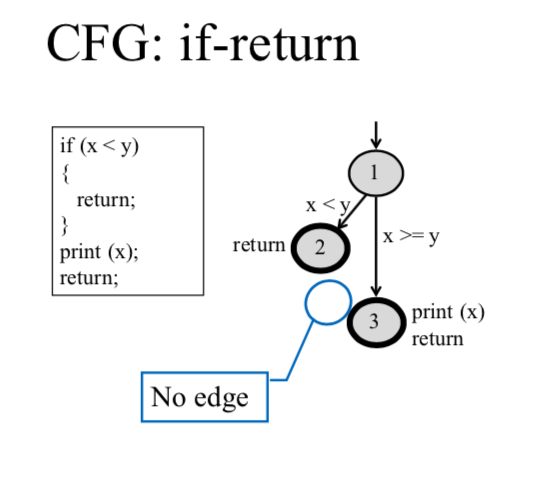 CFG: if-return
if (x < y)
{
return;
}
print (x);
return;
1
x < y
x >= y
return
2
3
print (x)
return
No edge